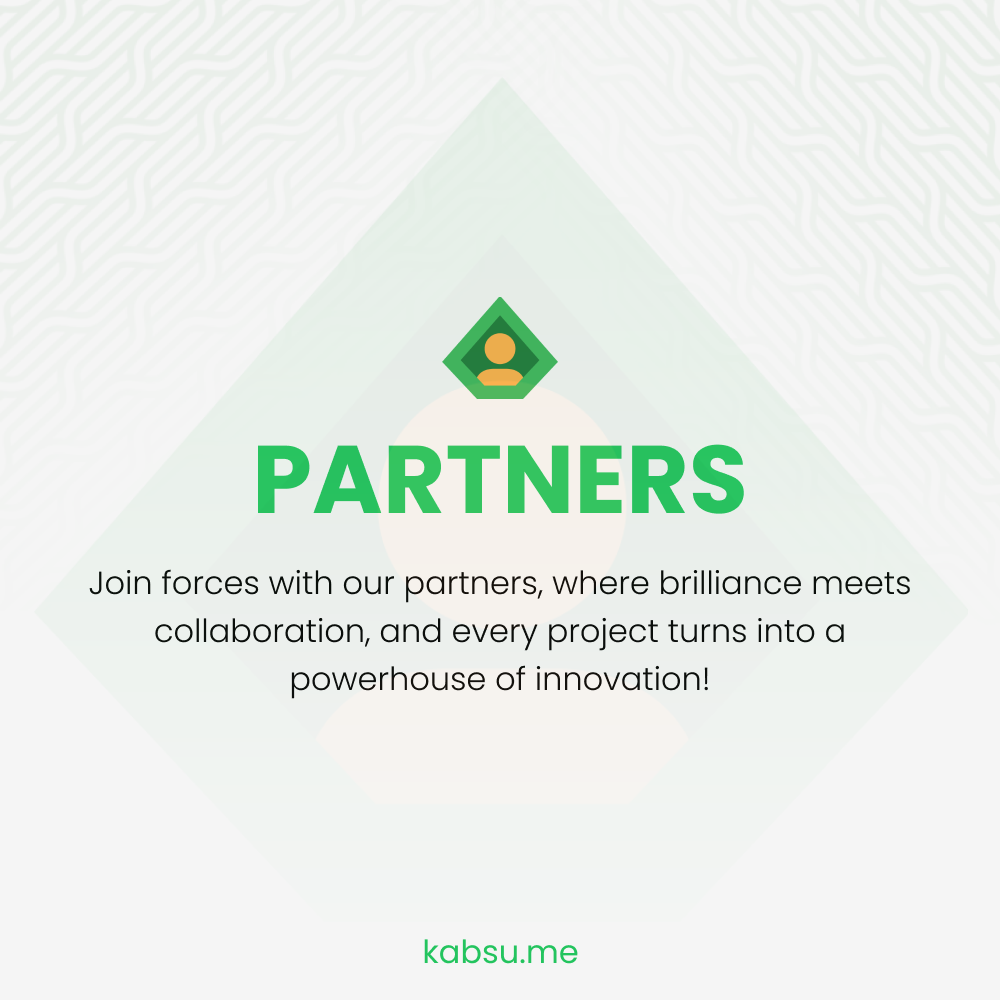 PARTNERS
Join forces with our partners, where brilliance meets
collaboration, and every project turns into a
powerhouse of innovation!
kabsu.me